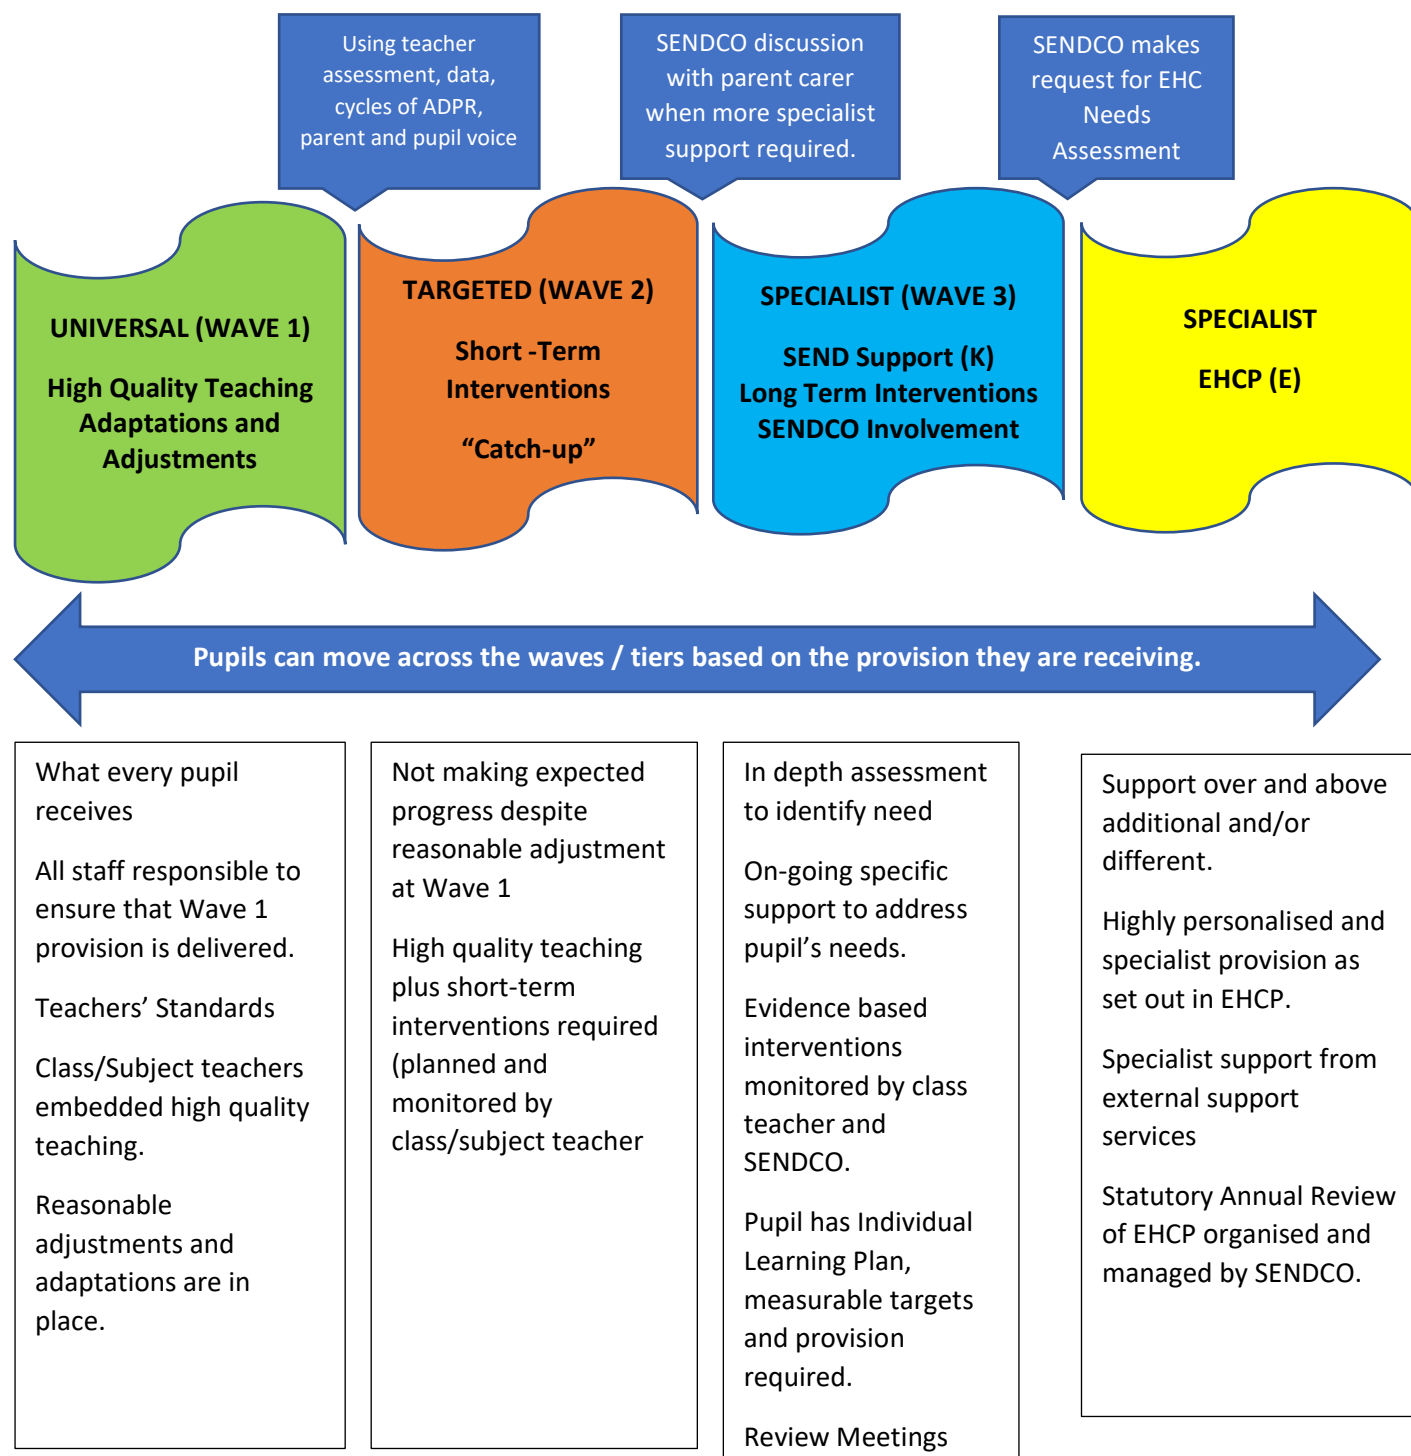 Using teacher
assessment, data,
cycles of ADPR,
parent and pupil voice
SENDCO discussion
with parent carer
when more specialist
support required.
SENDCO makes
request for EHC
Needs
Assessment
UNIVERSAL (WAVE 1)
High Quality Teaching
Adaptations and
Adjustments
TARGETED (WAVE 2)
Short -Term
Interventions
“Catch-up”
SPECIALIST (WAVE 3)
SEND Support (K)
Long Term Interventions
SENDCO Involvement
SPECIALIST
EHCP (E)
Pupils can move across the waves / tiers based on the provision they are receiving.
What every pupil
receives
All staff responsible to
ensure that Wave 1
provision is delivered.
Teachers’ Standards
Class/Subject teachers
embedded high quality
teaching.
Reasonable
adjustments and
adaptations are in
place.
Not making expected
progress despite
reasonable adjustment
at Wave 1
High quality teaching
plus short-term
interventions required
(planned and
monitored by
class/subject teacher
In depth assessment
to identify need
On-going specific
support to address
pupil’s needs.
Evidence based
interventions
monitored by class
teacher and
SENDCO.
Pupil has Individual
Learning Plan,
measurable targets
and provision
required.
Review Meetings
Support over and above
additional and/or
different.
Highly personalised and
specialist provision as
set out in EHCP.
Specialist support from
external support
services
Statutory Annual Review
of EHCP organised and
managed by SENDCO.